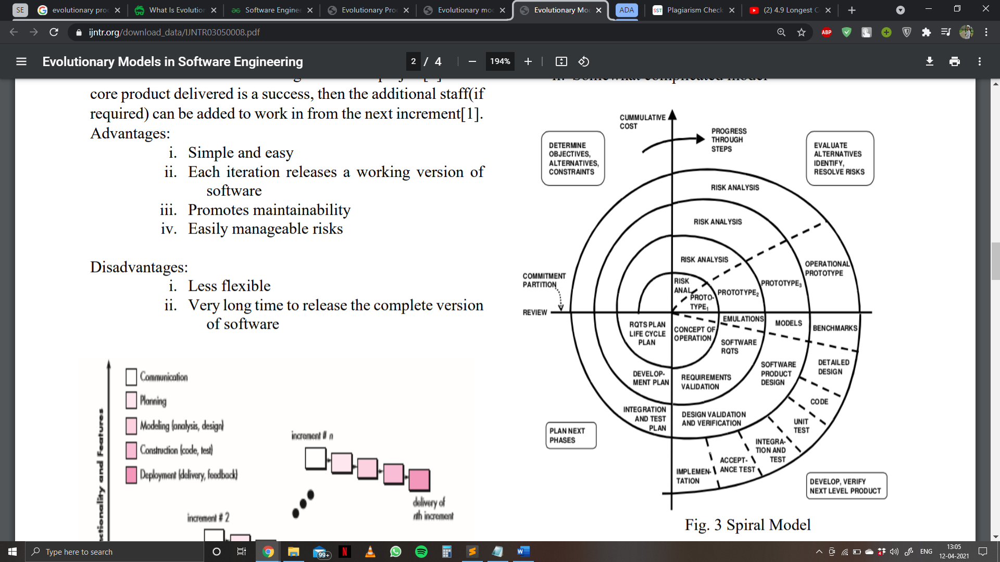 SE
evolutionary pro
What Is Evolution
Software Enginee
Evolutionary Pro
Evolutionary mo
Evolutionary Mo
ADA
SST
Plagiarism Check
(2) 4.9 Longest C
ijntr.org/download_data/IJNTR03050008.pdf
ABP
Evolutionary Models in Software Engineering
2 / 4
194%
core product delivered is a success, then the additional staff(if
required) can be added to work in from the next increment[1].
Advantages:
i. Simple and easy
ii. Each iteration releases a working version of
software
iii. Promotes maintainability
iv. Easily manageable risks
Disadvantages:
i. Less flexible
ii. Very long time to release the complete version
of software
Communication
Planning
Modeling (analysis, design)
Construction (code, test)
Deployment (delivery, feedback)
ctionality and Features
increment # n
delivery of
nth increment
increment # 2
ii. Somewhat complicated model
CUMMULATIVE
COST
PROGRESS
THROUGH
STEPS
DETERMINE
OBJECTIVES,
ALTERNATIVES,
CONSTRAINTS
EVALUATE
ALTERNATIVES
IDENTIFY,
RESOLVE RISKS
RISK ANALYSIS
RISK ANALYSIS
RISK ANALYSIS
RISK
ANAL.
PROTO-
TYPE1
PROTOTYPE2
PROTOTYPE3
OPERATIONAL
PROTOTYPE
COMMITMENT
PARTITION
REVIEW
RQTS PLAN
LIFE CYCLE
PLAN
CONCEPT OF
OPERATION
EMULATIONS
MODELS
BENCHMARKS
SOFTWARE
RQTS
SOFTWARE
PRODUCT
DESIGN
DETAILED
DESIGN
DEVELOP-
MENT PLAN
REQUIREMENTS
VALIDATION
CODE
INTEGRATION
AND TEST
PLAN
DESIGN VALIDATION
AND VERIFICATION
UNIT
TEST
PLAN NEXT
PHASES
INTEGRA-
TION AND
TEST
ACCEPT-
ANCE TEST
IMPLEMEN-
TATION
DEVELOP, VERIFY
NEXT LEVEL PRODUCT
Fig. 3 Spiral Model
Type here to search
99+
ENG
13:05
12-04-2021